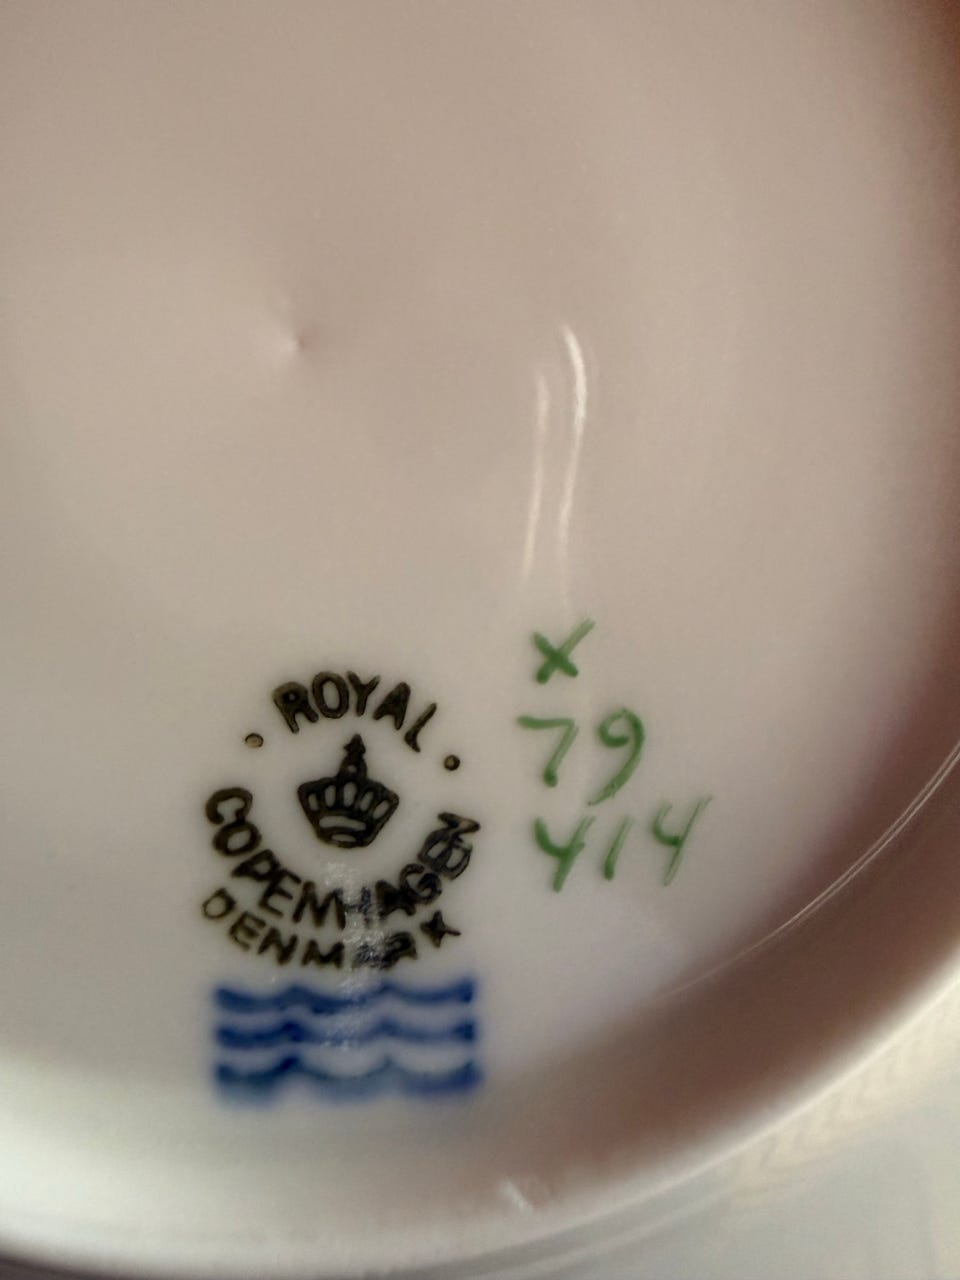 · ROYAL ·
COPENHAGEN
DENMARK
x
79
414